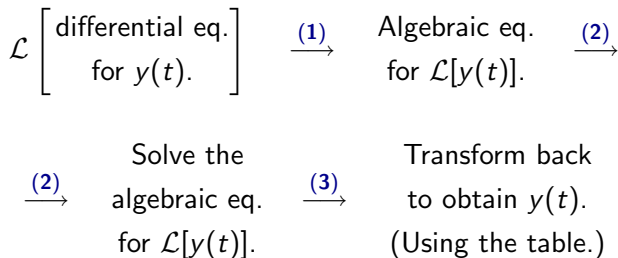 ℒ [differential eq. for y(t).] (1)→ Algebraic eq. for ℒ[y(t)]. (2)→
(2)→ Solve the algebraic eq. for ℒ[y(t)]. (3)→ Transform back to obtain y(t). (Using the table.)